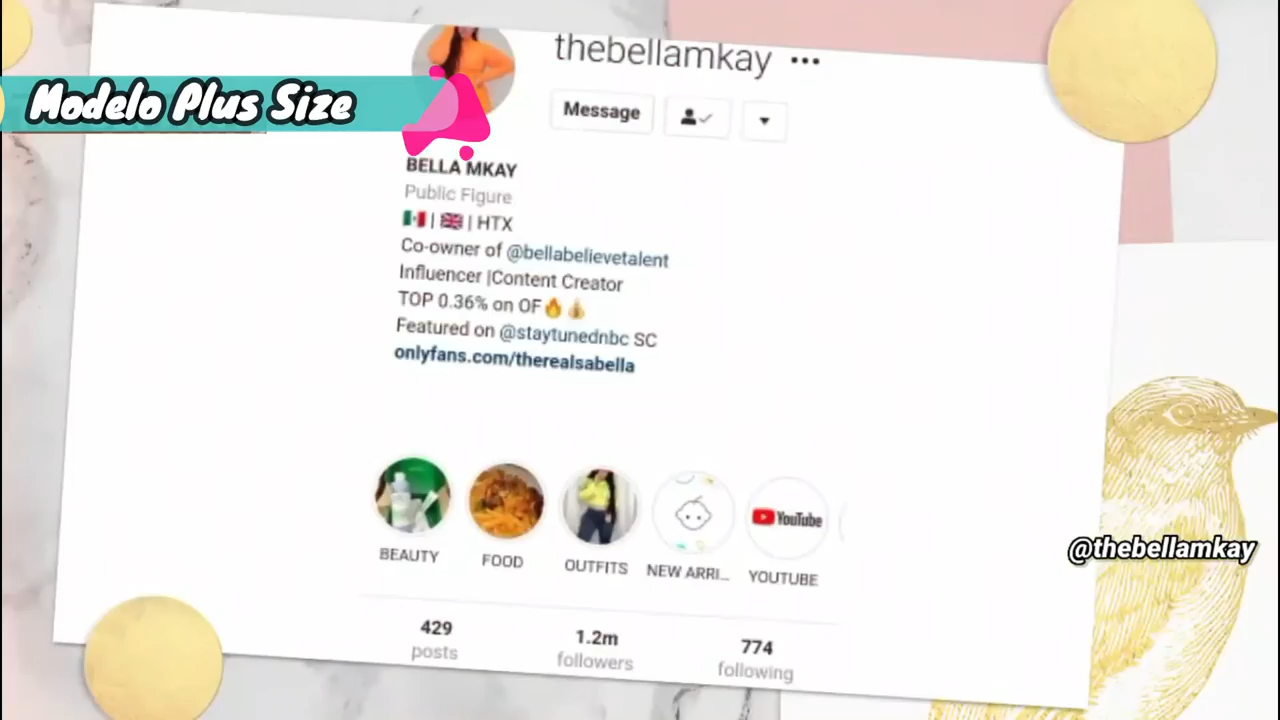 thebellamkay
Modelo Plus Size
Message
BELLA MKAY
Public Figure
🇲🇽 | 🇬🇧 | HTX
Co-owner of @bellabelievetalent
Influencer |Content Creator
TOP 0.36% on OF🔥💰
Featured on @staytunednbc SC
onlyfans.com/therealsabella
YouTube
BEAUTY FOOD OUTFITS NEW ARRI... YOUTUBE
@thebellamkay
429 1.2m 774
posts followers following